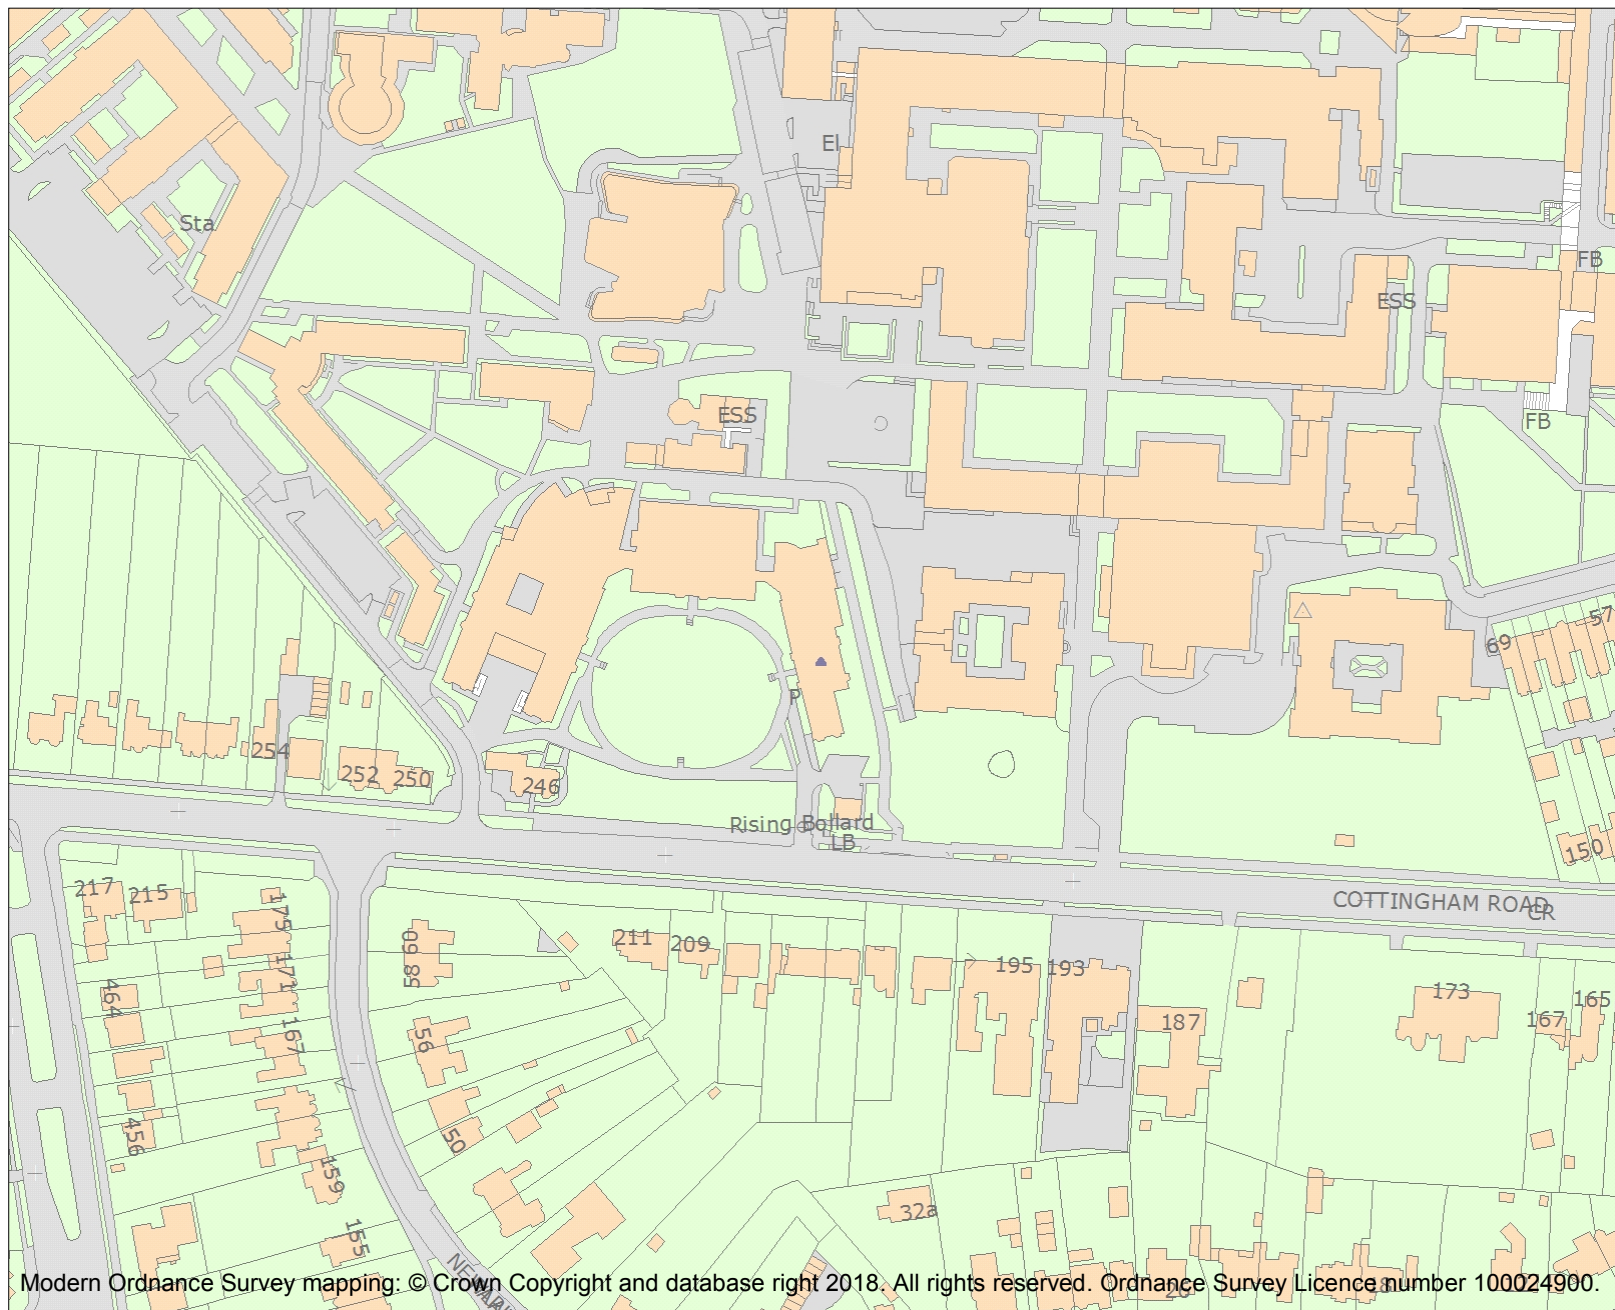 El
Sta
FB
ESS
ESS
FB
57
69
P
254
252
250
246
Rising Bollard
LB
150
COTTINGHAM ROAD
CR
217
215
175
211
209
58 60
171
195
193
464
173
165
167
187
167
56
456
50
159
32a
155
Modern Ordnance Survey mapping: © Crown Copyright and database right 2018. All rights reserved. Ordnance Survey Licence number 100024900.